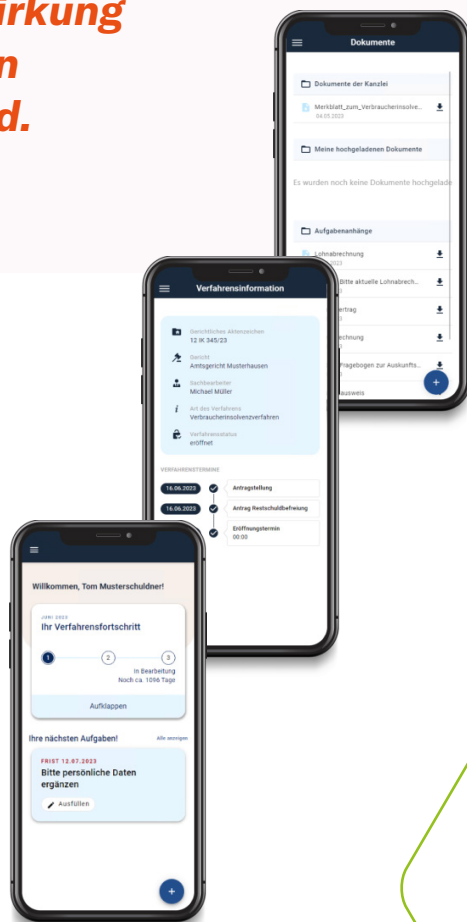 n
d.
Dokumente
Dokumente der Kanzlei
Merkblatt_zum_Verbraucherinsolve..
04.05.2023
Meine hochgeladenen Dokumente
Es wurden noch keine Dokumente hochgelade
Aufgabenanhänge
Lohnabrechnung
2023
Bitte aktuelle Lohnabrech..
Fragebogen zur Auskunfts..
Verfahrensinformation
Gerichtliches Aktenzeichen
12 IK 345/23
Gericht
Amtsgericht Musterhausen
Sachbearbeiter
Michael Müller
Art des Verfahrens
Verbraucherinsolvenzverfahren
Verfahrensstatus
eröffnet
VERFAHRENSTERMINE
16.06.2023 Antragstellung
16.06.2023 Antrag Restschuldbefreiung
Eröffnungstermin
00:00
Willkommen, Tom Musterschuldner!
JUNI 2023
Ihr Verfahrensfortschritt
1 2 3
In Bearbeitung
Noch ca. 1096 Tage
Aufklappen
Ihre nächsten Aufgaben! Alle anzeigen
FRIST 12.07.2023
Bitte persönliche Daten
ergänzen
Ausfüllen
+